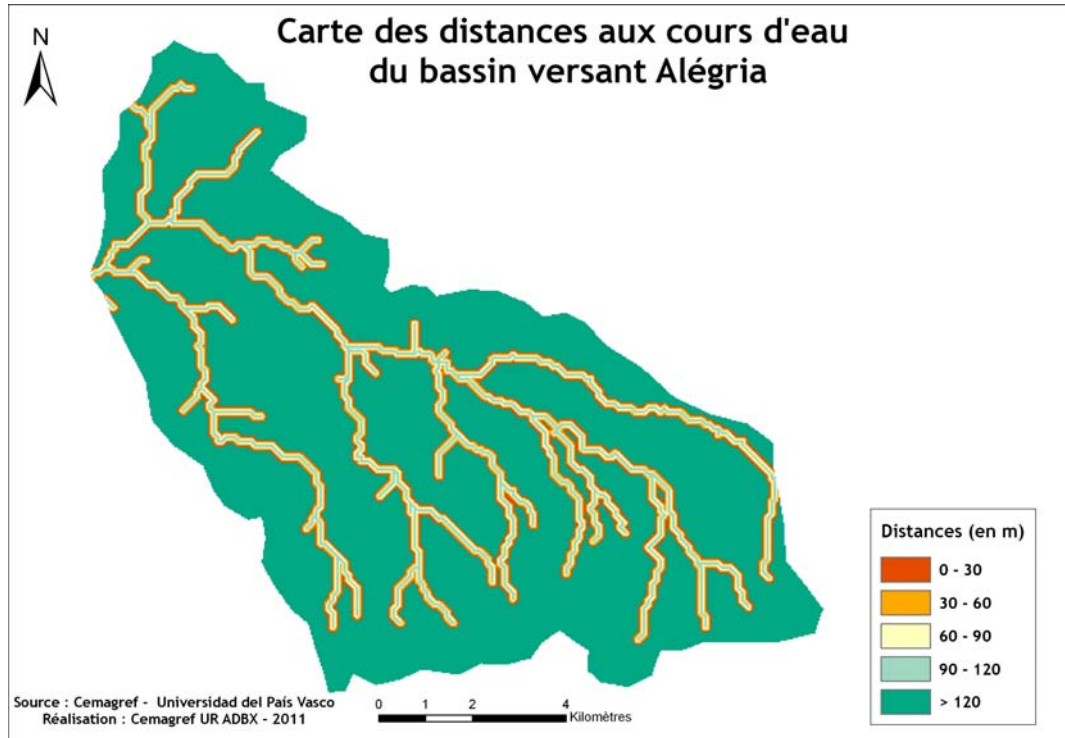 Carte des distances aux cours d'eau
du bassin versant Alégria
N
Distances (en m)
0 - 30
30 - 60
60 - 90
90 - 120
> 120
Source : Cemagref - Universidad del País Vasco
Réalisation : Cemagref UR ADBX - 2011
0 1 2 4
Kilomètres